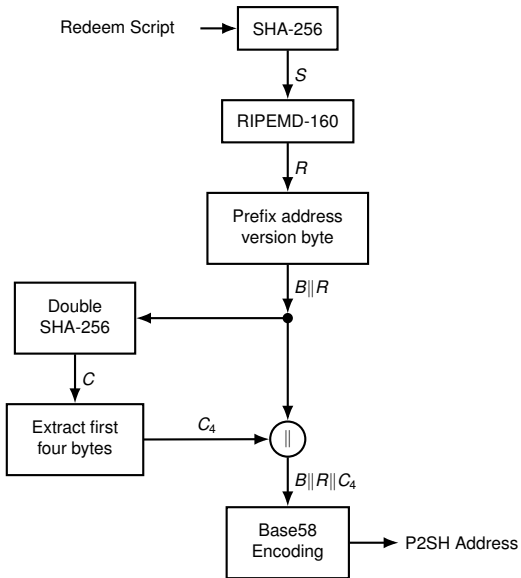 Redeem Script
SHA-256
S
RIPEMD-160
R
Prefix address
version byte
B||R
Double
SHA-256
C
Extract first
four bytes
C₄
||
B||R||C₄
Base58
Encoding
P2SH Address